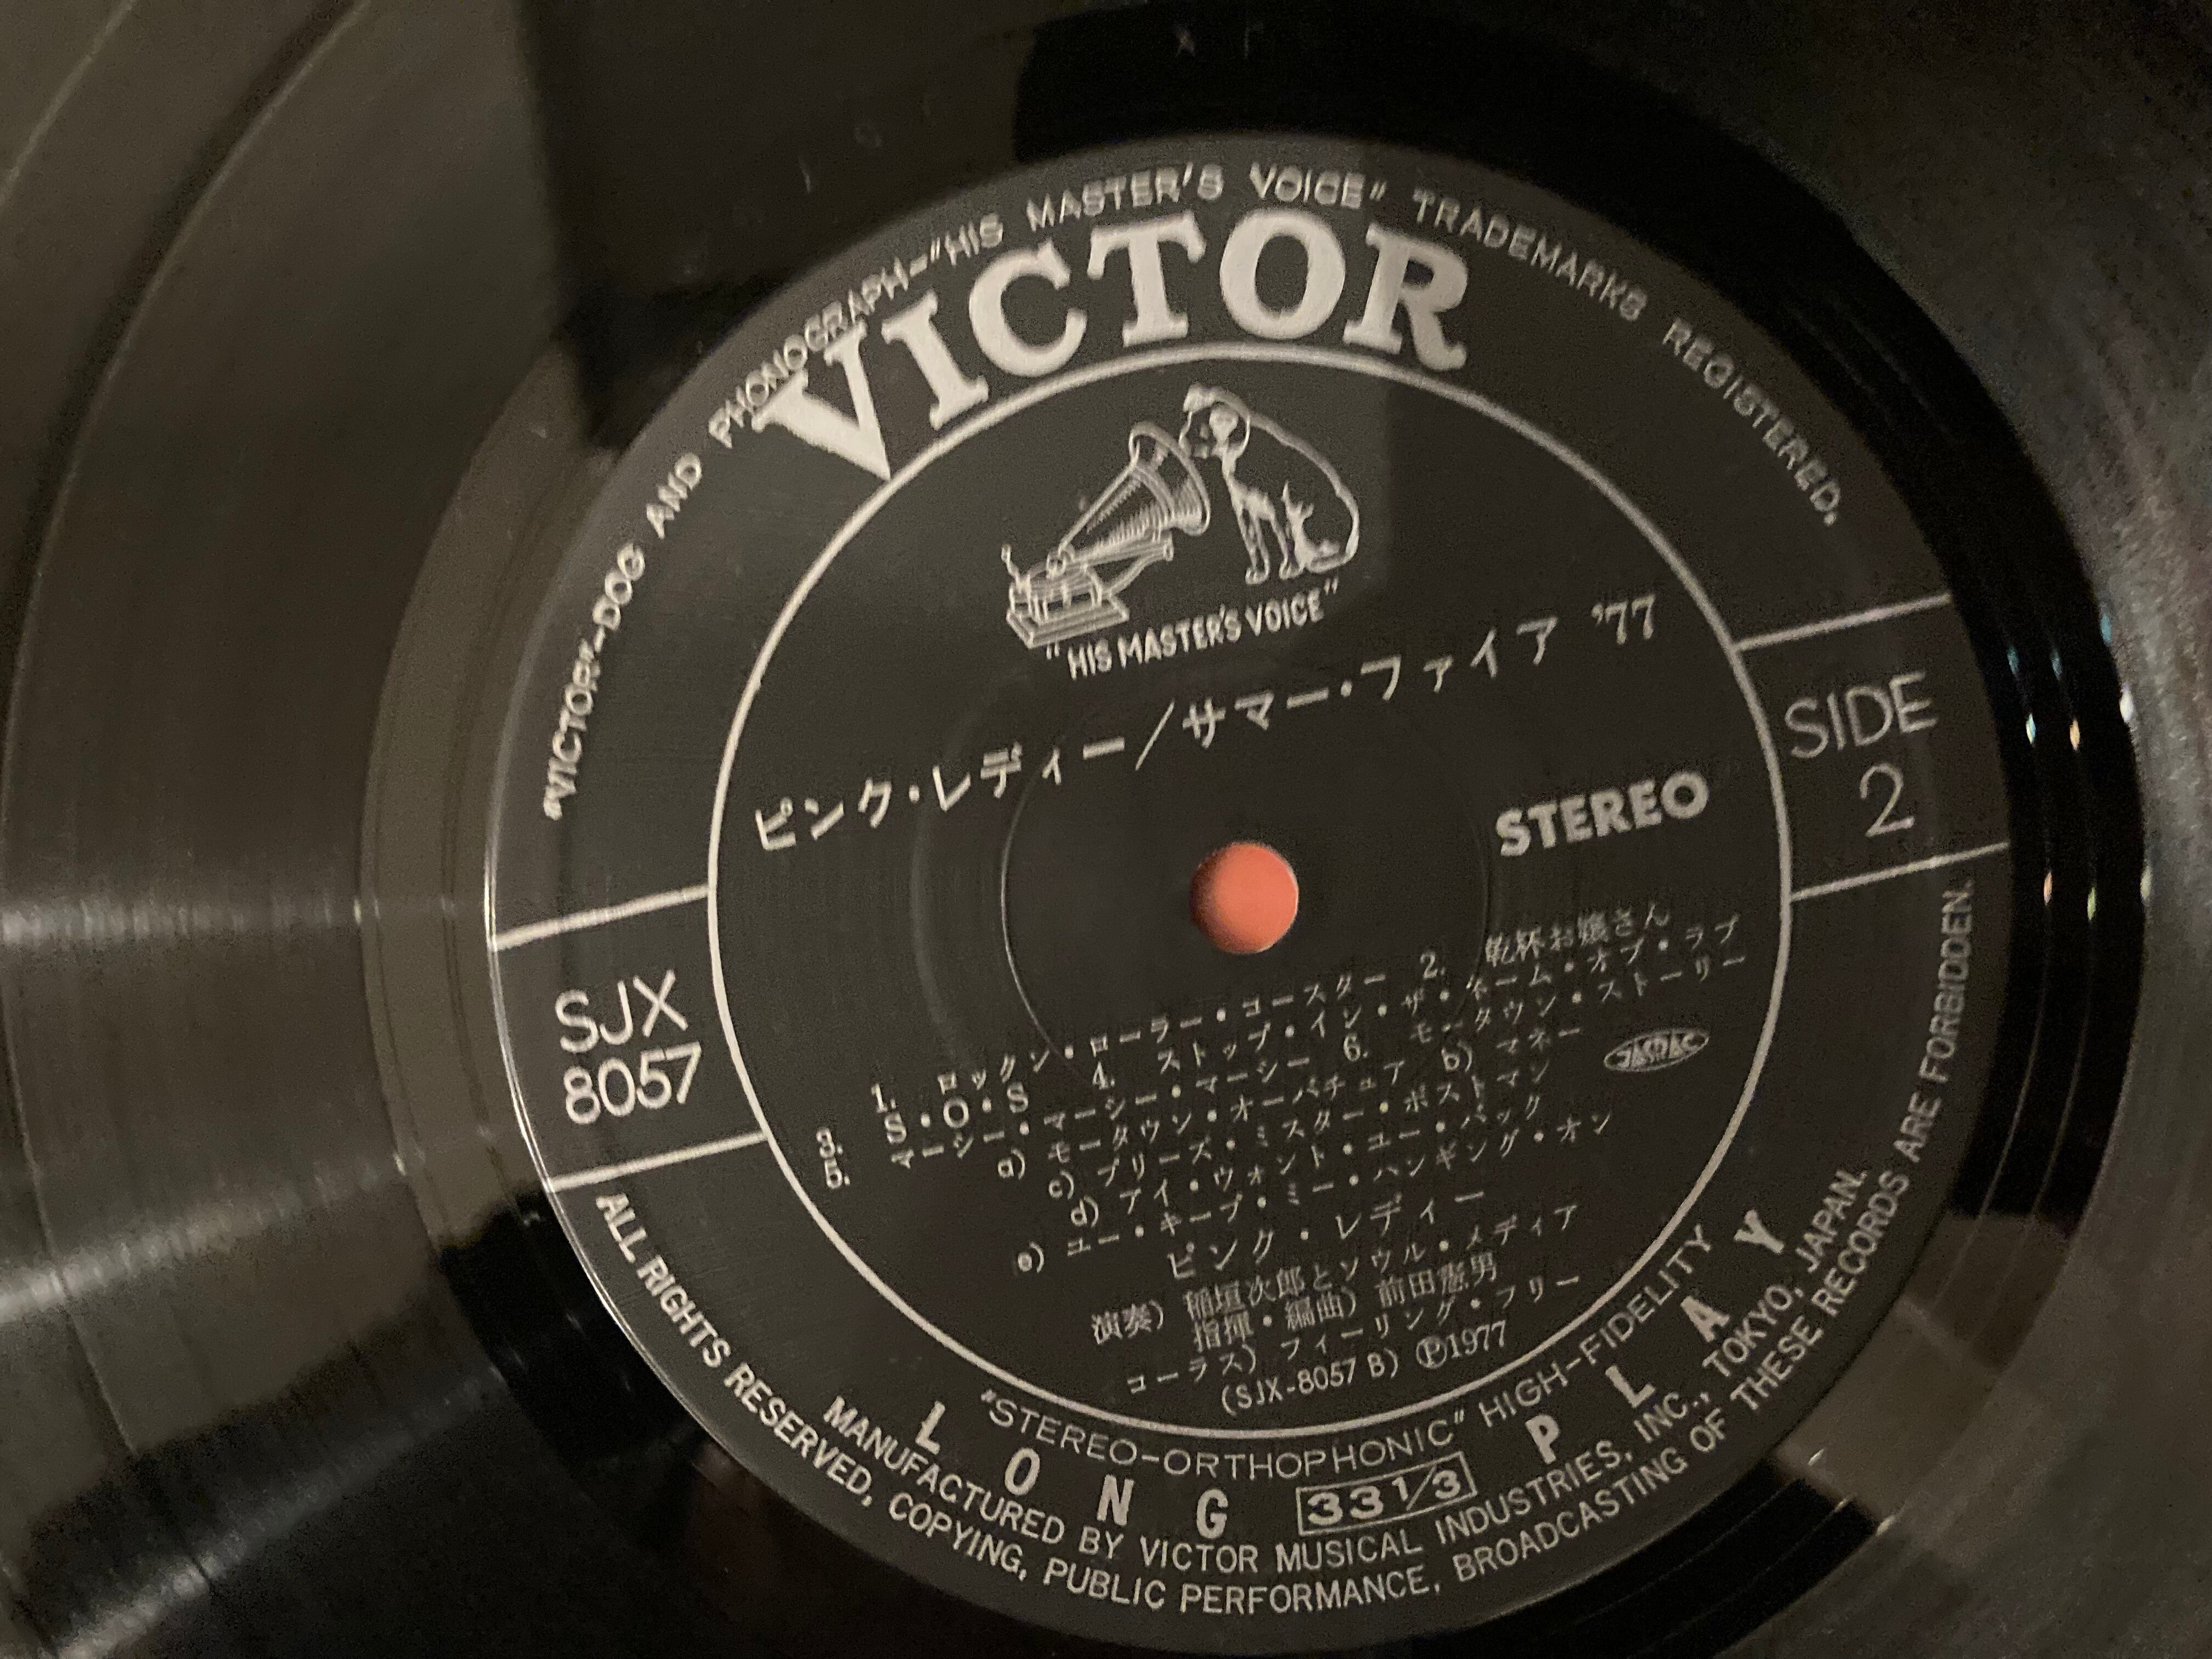 "VICTOR"-DOG AND PHONOGRAPH-"HIS MASTER'S VOICE" TRADEMARKS REGISTERED.
VICTOR
"HIS MASTER'S VOICE"
ピンク・レディー/サマー・ファイア '77
SIDE
2
STEREO
SJX
8057
1. ロックン・ローラー・コースター 2. 乾杯お嬢さん
3. S・O・S 4. ストップ・イン・ザ・ネーム・オブ・ラブ
5. マーシー・マーシー・マーシー 6. モータウン・ストーリー
a) モータウン・オーバチュア b) マネー
c) プリーズ・ミスター・ポストマン
d) アイ・ウォント・ユー・バック
e) ユー・キープ・ミー・ハンギング・オン
JASRAC
ピンク・レディー
演奏) 稲垣次郎とソウル・メディア
指揮・編曲) 前田憲男
コーラス) フィーリング・フリー
(SJX-8057 B) Ⓟ1977
"STEREO-ORTHOPHONIC" HIGH-FIDELITY
LONG 33 1/3 PLAY
MANUFACTURED BY VICTOR MUSICAL INDUSTRIES, INC., TOKYO, JAPAN.
ALL RIGHTS RESERVED, COPYING, PUBLIC PERFORMANCE, BROADCASTING OF THESE RECORDS ARE FORBIDDEN.